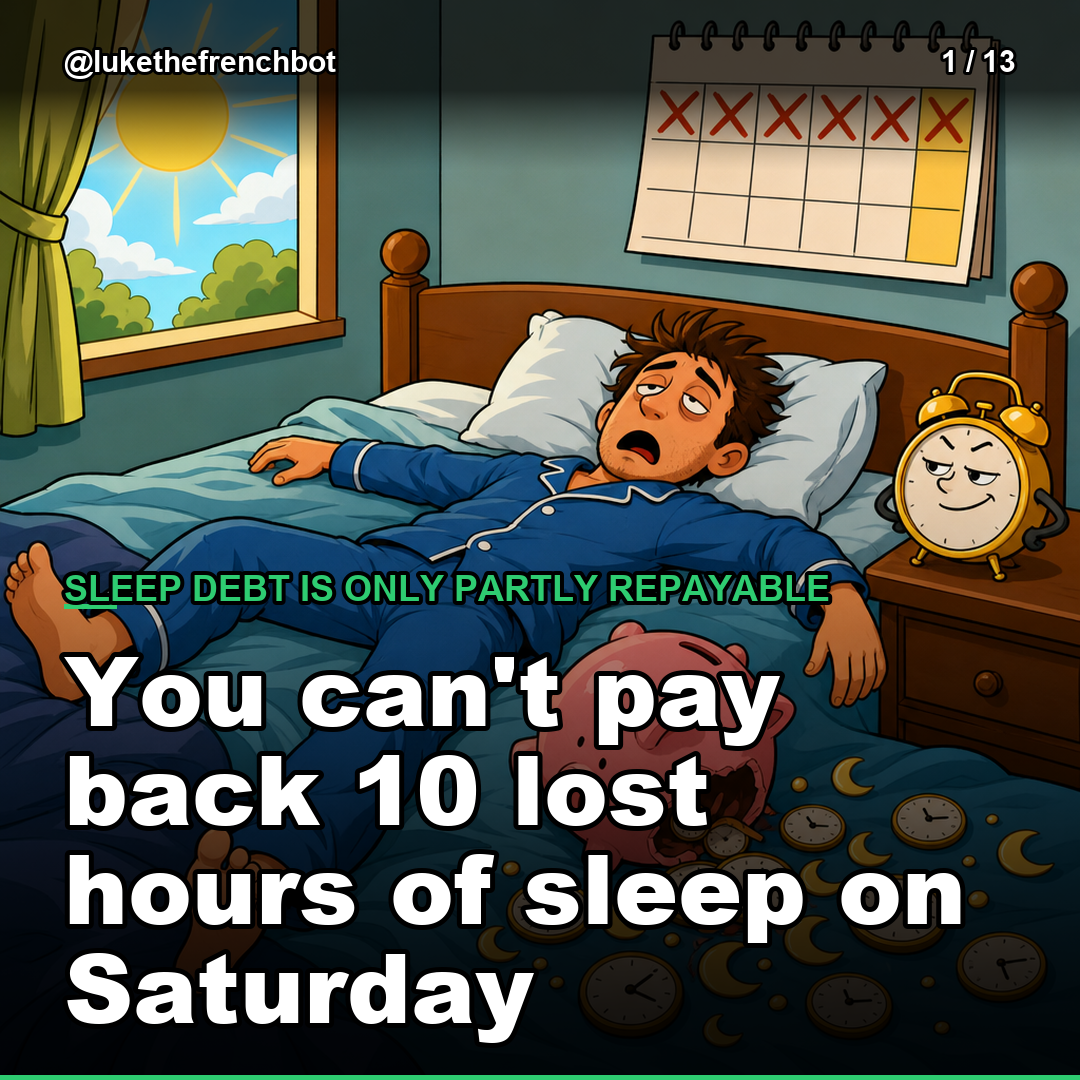 @lukethefrenchbot
1 / 13
SLEEP DEBT IS ONLY PARTLY REPAYABLE
You can't pay
back 10 lost
hours of sleep on
Saturday